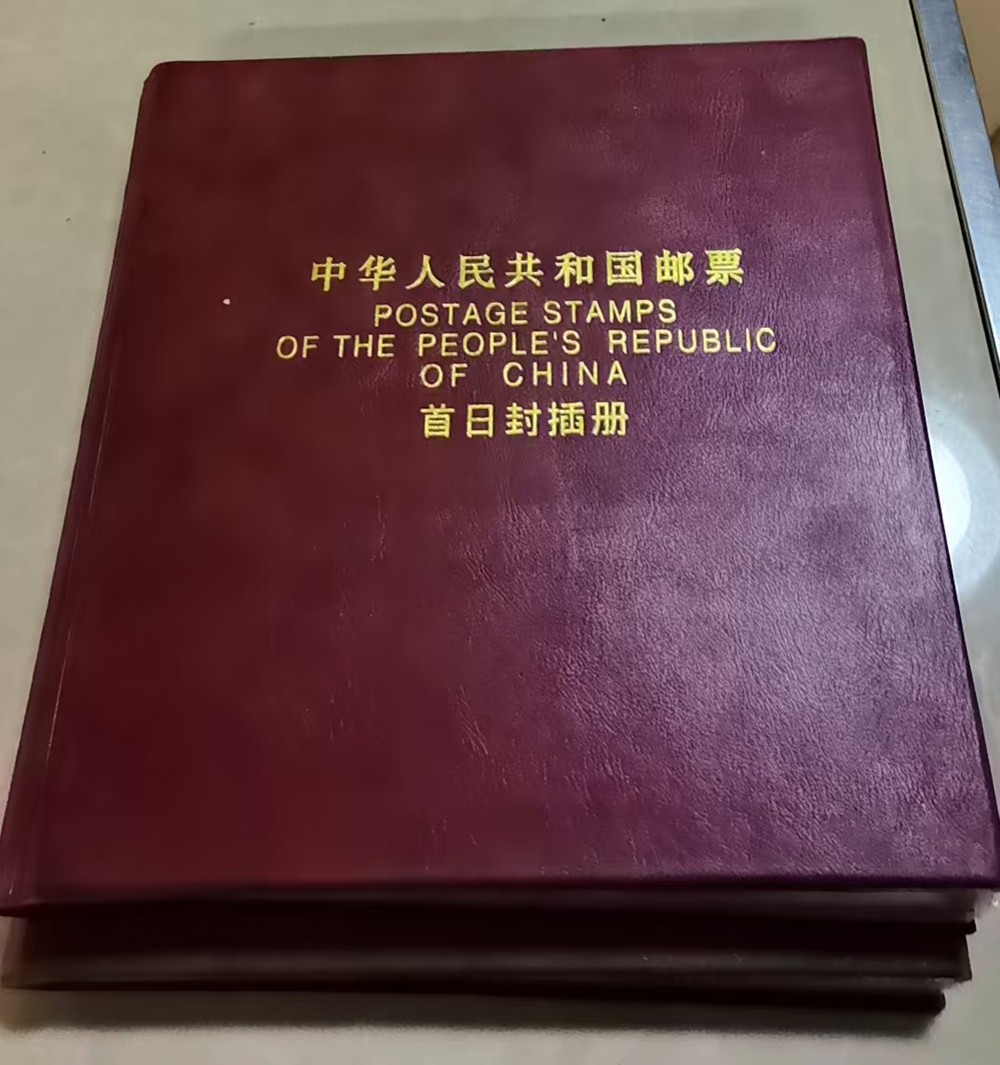 中华人民共和国邮票
POSTAGE STAMPS
OF THE PEOPLE'S REPUBLIC
OF CHINA
首日封插册